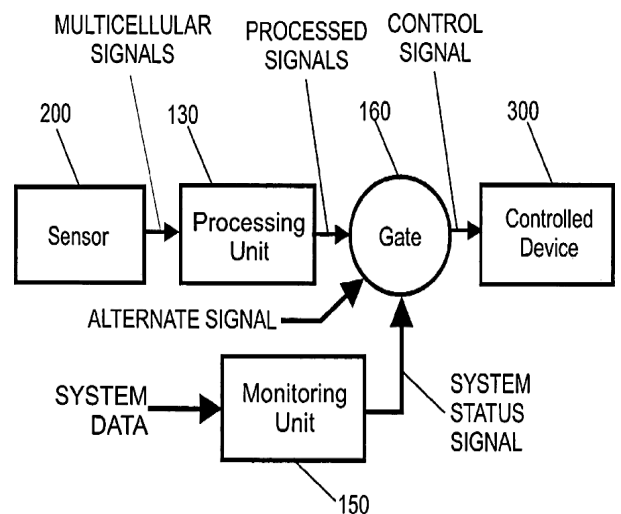 MULTICELLULAR
SIGNALS
PROCESSED
SIGNALS
CONTROL
SIGNAL
200
130
160
300
Sensor
Processing
Unit
Gate
Controlled
Device
ALTERNATE SIGNAL
SYSTEM
DATA
Monitoring
Unit
SYSTEM
STATUS
SIGNAL
150